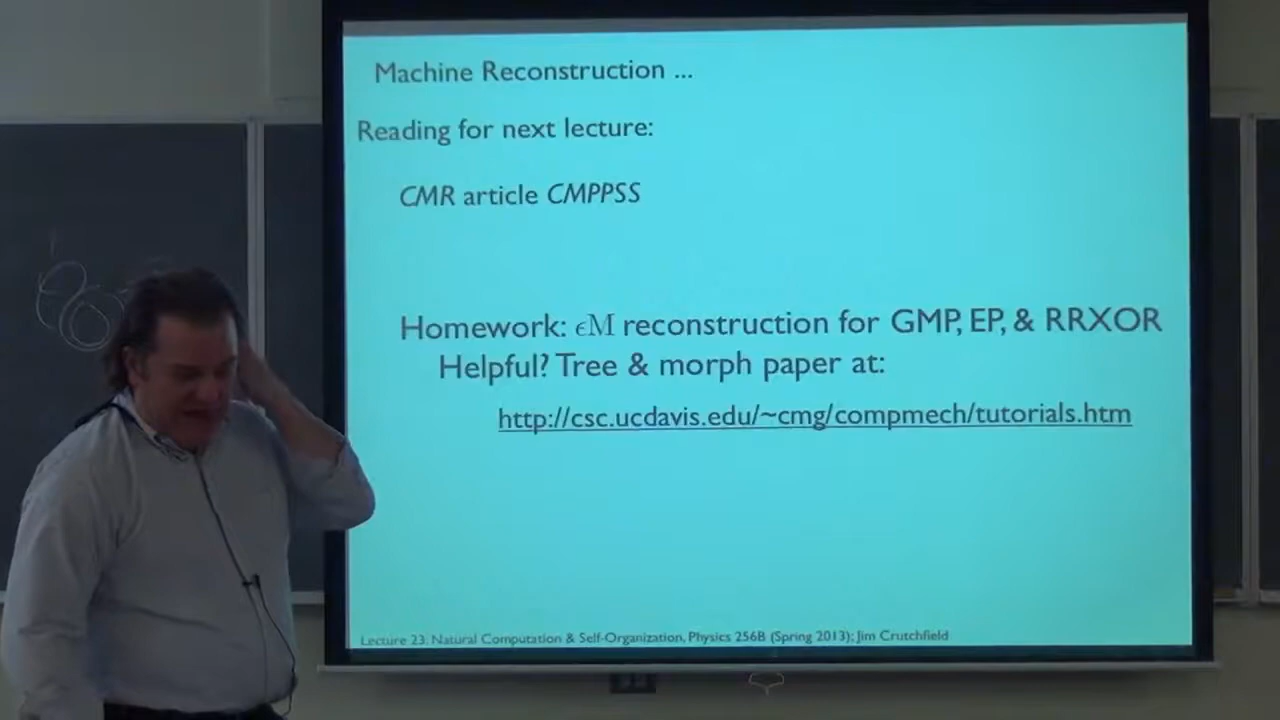 Machine Reconstruction ...
Reading for next lecture:
CMR article CMPPSS
Homework: ϵM reconstruction for GMP, EP, & RRXOR
Helpful? Tree & morph paper at:
http://csc.ucdavis.edu/~cmg/compmech/tutorials.htm
Lecture 23: Natural Computation & Self-Organization, Physics 256B (Spring 2013); Jim Crutchfield